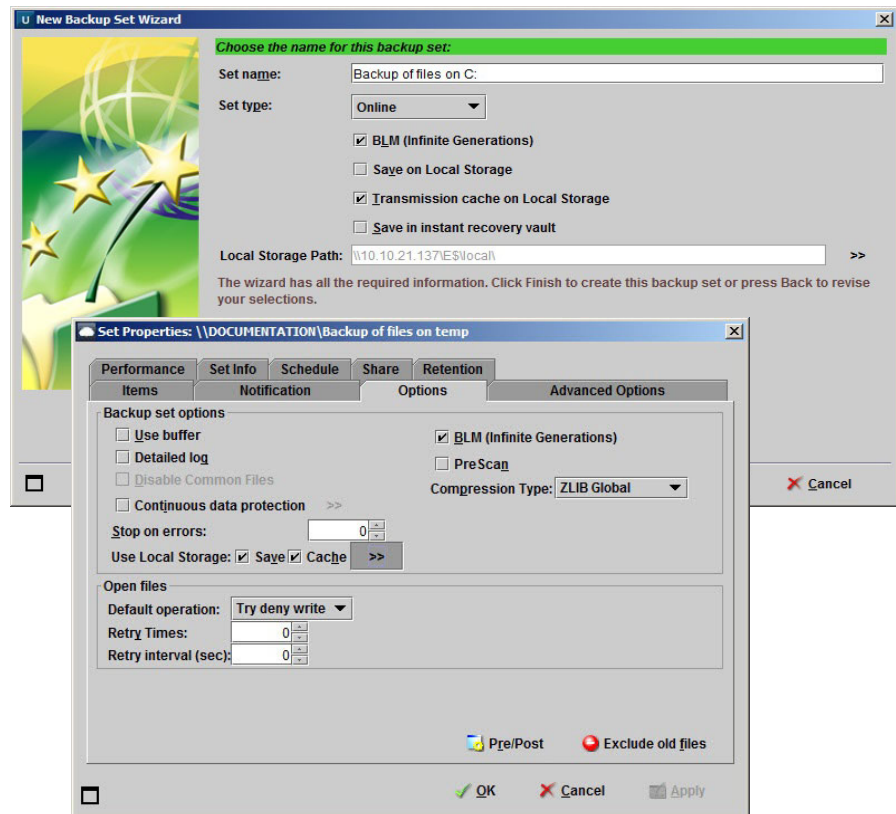 New Backup Set Wizard
Choose the name for this backup set:
Set name: Backup of files on C:
Set type: Online
BLM (Infinite Generations)
Save on Local Storage
Transmission cache on Local Storage
Save in instant recovery vault
Local Storage Path: \\10.10.21.137\E$\local\ >>
The wizard has all the required information. Click Finish to create this backup set or press Back to revise
your selections.
Cancel
Set Properties: \\DOCUMENTATION\Backup of files on temp
Performance Set Info Schedule Share Retention
Items Notification Options Advanced Options
Backup set options
Use buffer
BLM (Infinite Generations)
Detailed log
PreScan
Disable Common Files
Compression Type: ZLIB Global
Continuous data protection >>
Stop on errors: 0
Use Local Storage: Save Cache >>
Open files
Default operation: Try deny write
Retry Times: 0
Retry interval (sec): 0
Pre/Post Exclude old files
OK Cancel Apply